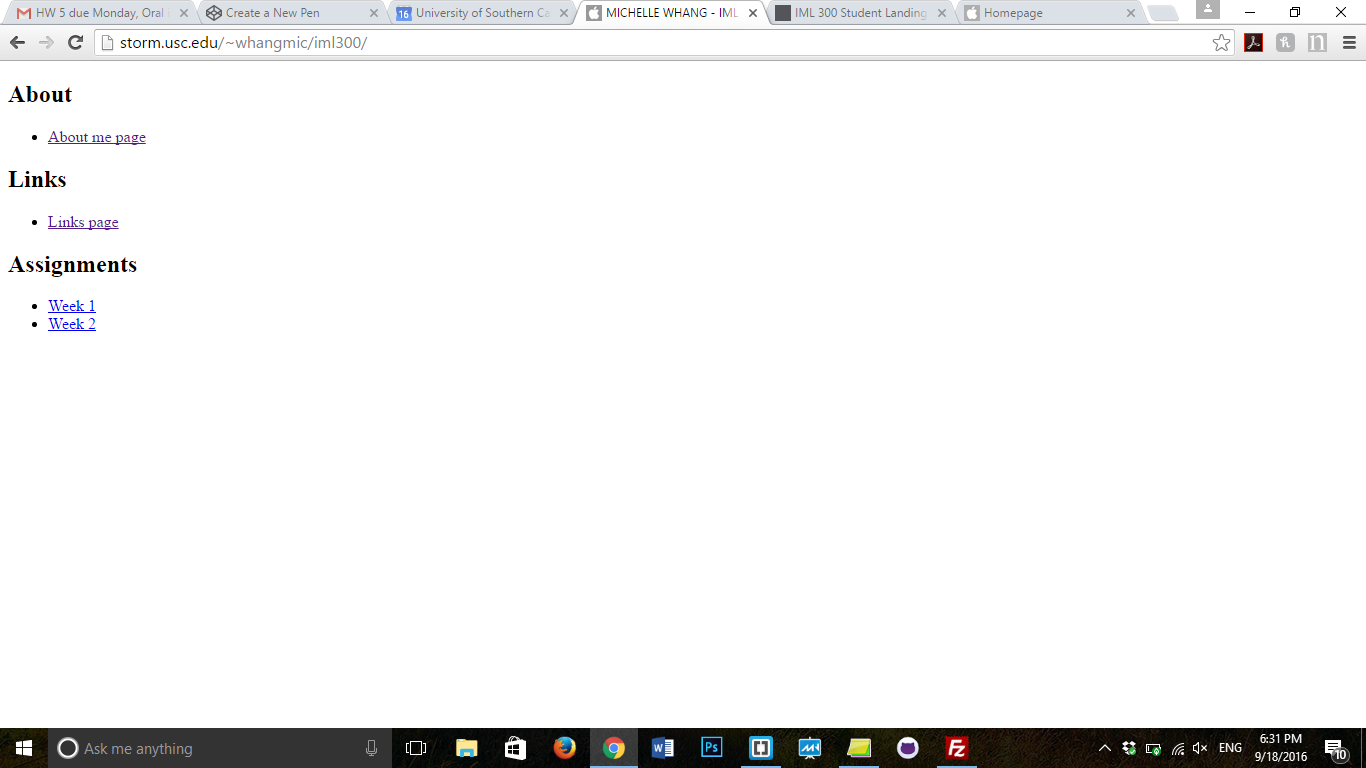 HW 5 due Monday, Oral
Create a New Pen
16 University of Southern Ca
MICHELLE WHANG - IML
IML 300 Student Landing
Homepage
storm.usc.edu/~whangmic/iml300/
About
About me page
Links
Links page
Assignments
Week 1
Week 2
Ask me anything
ENG
6:31 PM
9/18/2016
10